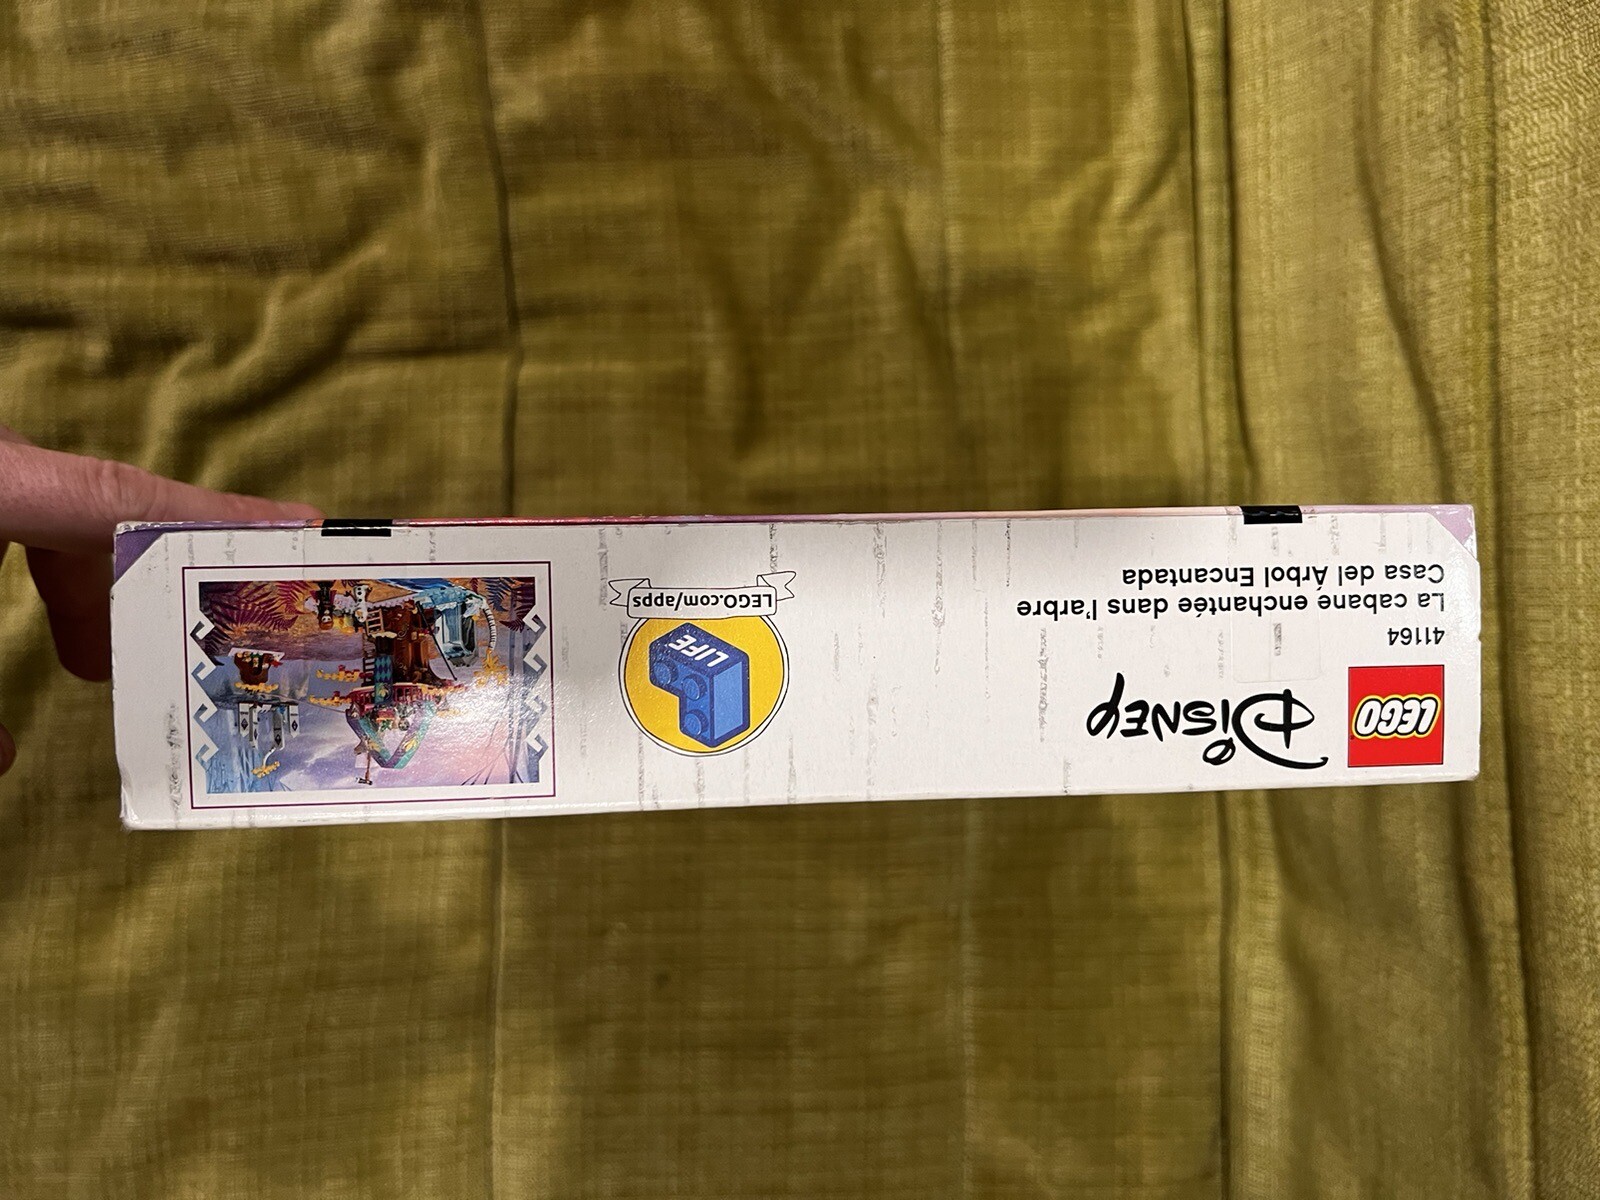 LEGO
Disney
41164
La cabane enchantée dans l'arbre
Casa del Árbol Encantada
LIFE
LEGO.com/apps